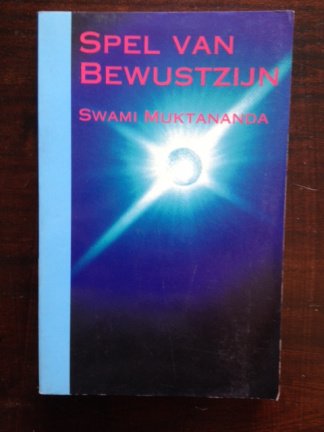 SPEL VAN
BEWUSTZIJN
SWAMI MUKTANANDA